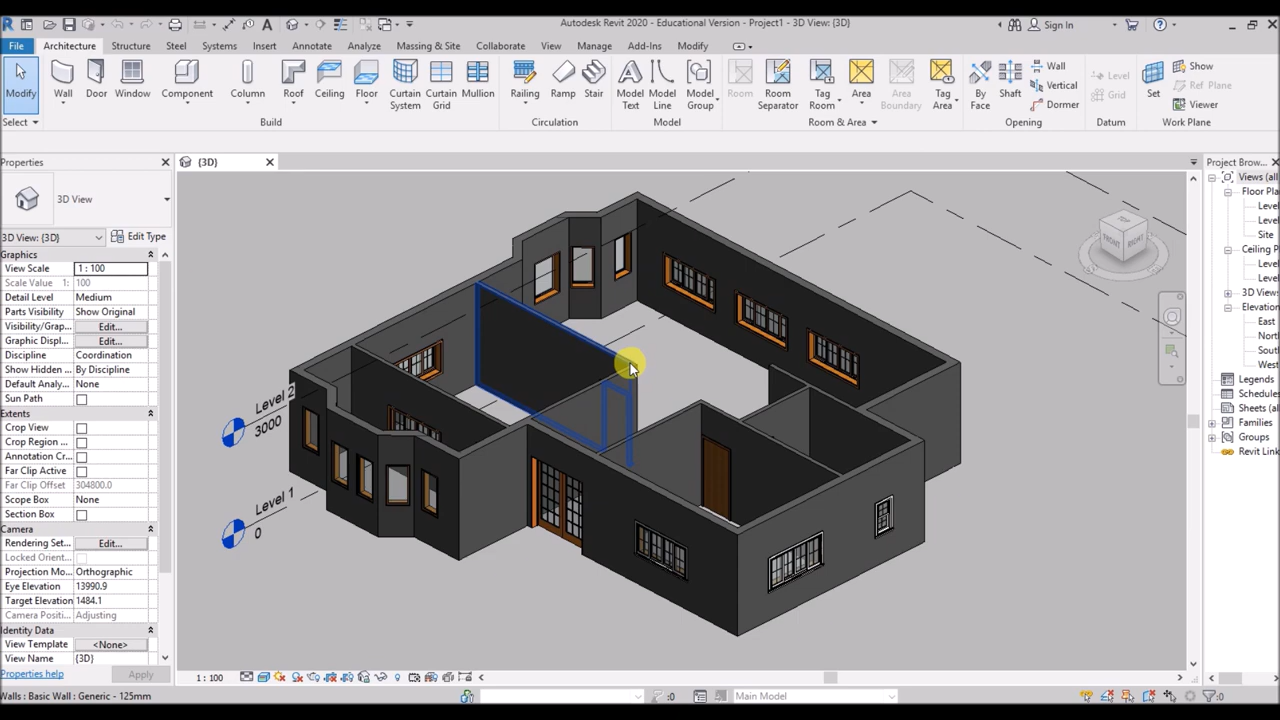 Autodesk Revit 2020 - Educational Version - Project1 - 3D View: {3D}
Sign In
File Architecture Structure Steel Systems Insert Annotate Analyze Massing & Site Collaborate View Manage Add-Ins Modify
Modify
Wall
Door
Window
Component
Column
Roof
Ceiling
Floor
Curtain System
Curtain Grid
Mullion
Railing
Ramp
Stair
Model Text
Model Line
Model Group
Room
Room Separator
Tag Room
Area
Area Boundary
Tag Area
By Face
Shaft
Wall
Vertical
Dormer
Level
Grid
Set
Show
Ref Plane
Viewer
Select
Build
Circulation
Model
Room & Area
Opening
Datum
Work Plane
Properties
{3D}
Project Brow...
3D View
3D View: {3D}
Edit Type
Graphics
View Scale 1 : 100
Scale Value 1: 100
Detail Level Medium
Parts Visibility Show Original
Visibility/Grap... Edit...
Graphic Displ... Edit...
Discipline Coordination
Show Hidden ... By Discipline
Default Analy... None
Sun Path
Extents
Crop View
Crop Region ...
Annotation Cr...
Far Clip Active
Far Clip Offset 304800.0
Scope Box None
Section Box
Camera
Rendering Set... Edit...
Locked Orient...
Projection Mo... Orthographic
Eye Elevation 13990.9
Target Elevation 1484.1
Camera Positi... Adjusting
Identity Data
View Template <None>
View Name {3D}
Properties help
Apply
Level 2
3000
Level 1
0
TOP
FRONT
RIGHT
Views (all
Floor Pla
Level
Level
Site
Ceiling P
Level
Level
3D Views
Elevation
East
Nort
Sout
West
Legends
Schedules
Sheets (al
Families
Groups
Revit Link
1 : 100
Walls : Basic Wall : Generic - 125mm
:0
Main Model
:0